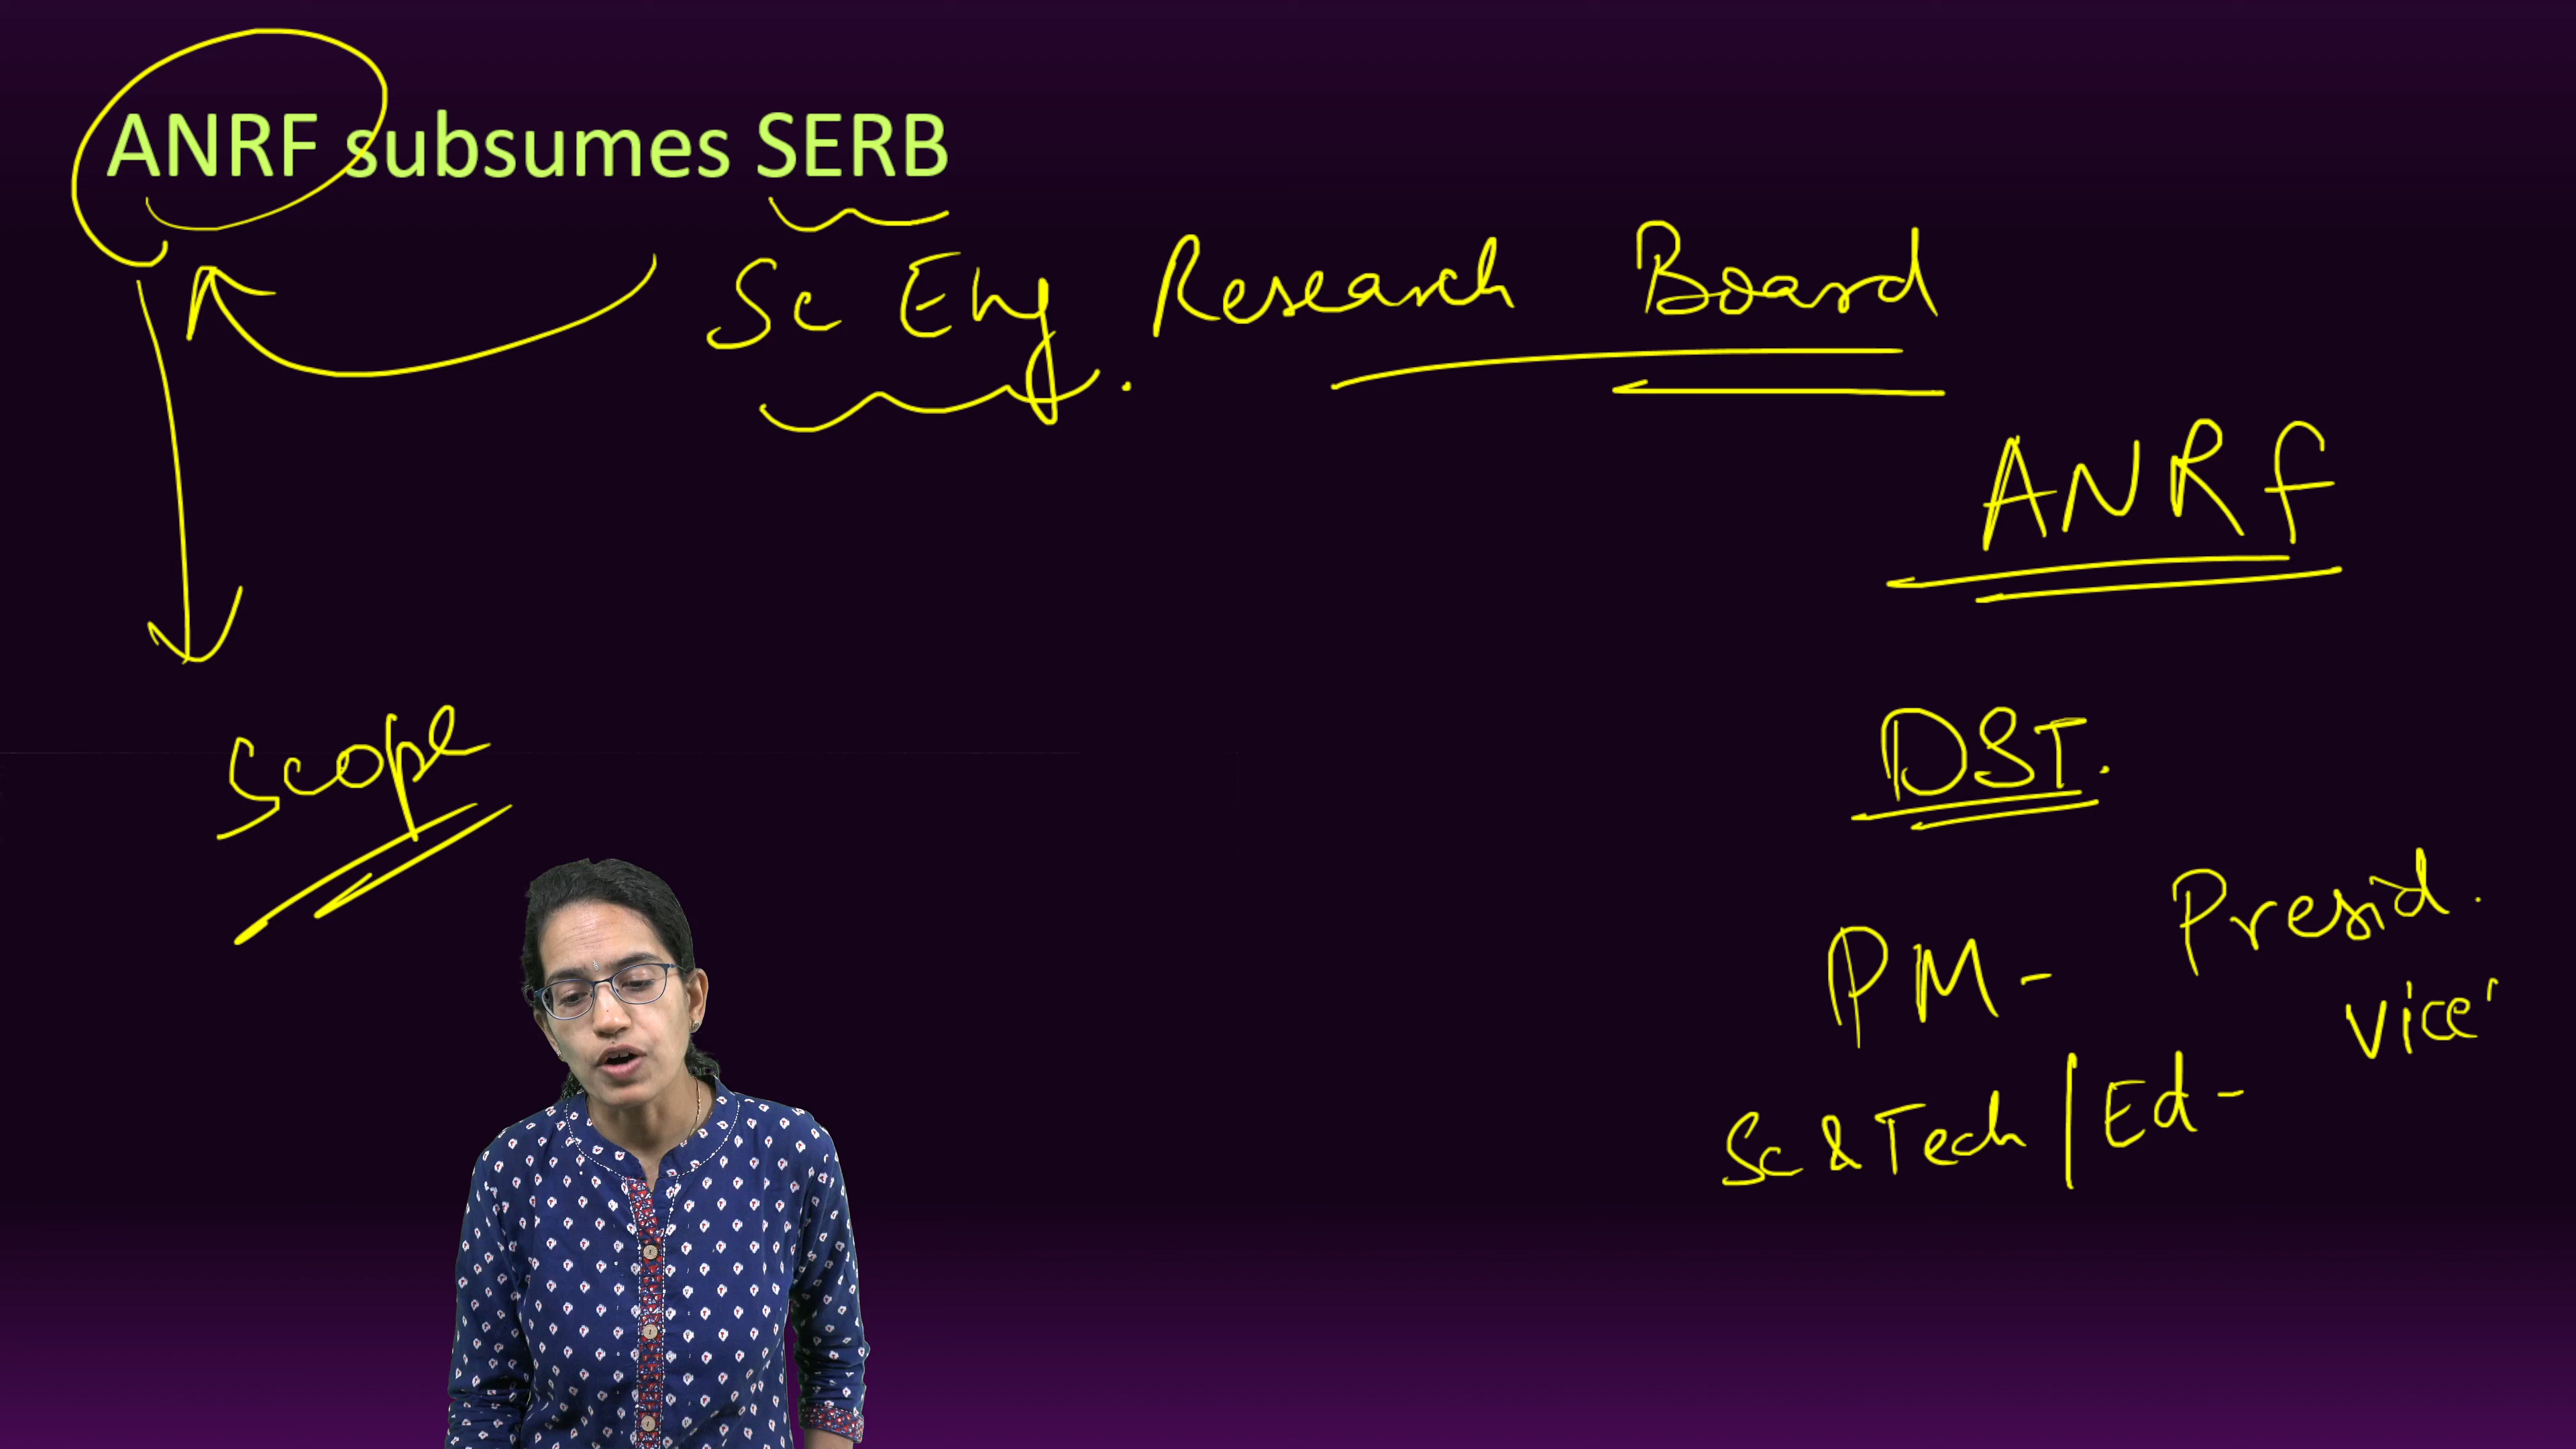 ANRF subsumes SERB
Sc Eng. Research Board
ANRF
DST.
Scope
PM - Presid.
Sc & Tech / Ed - Vice'